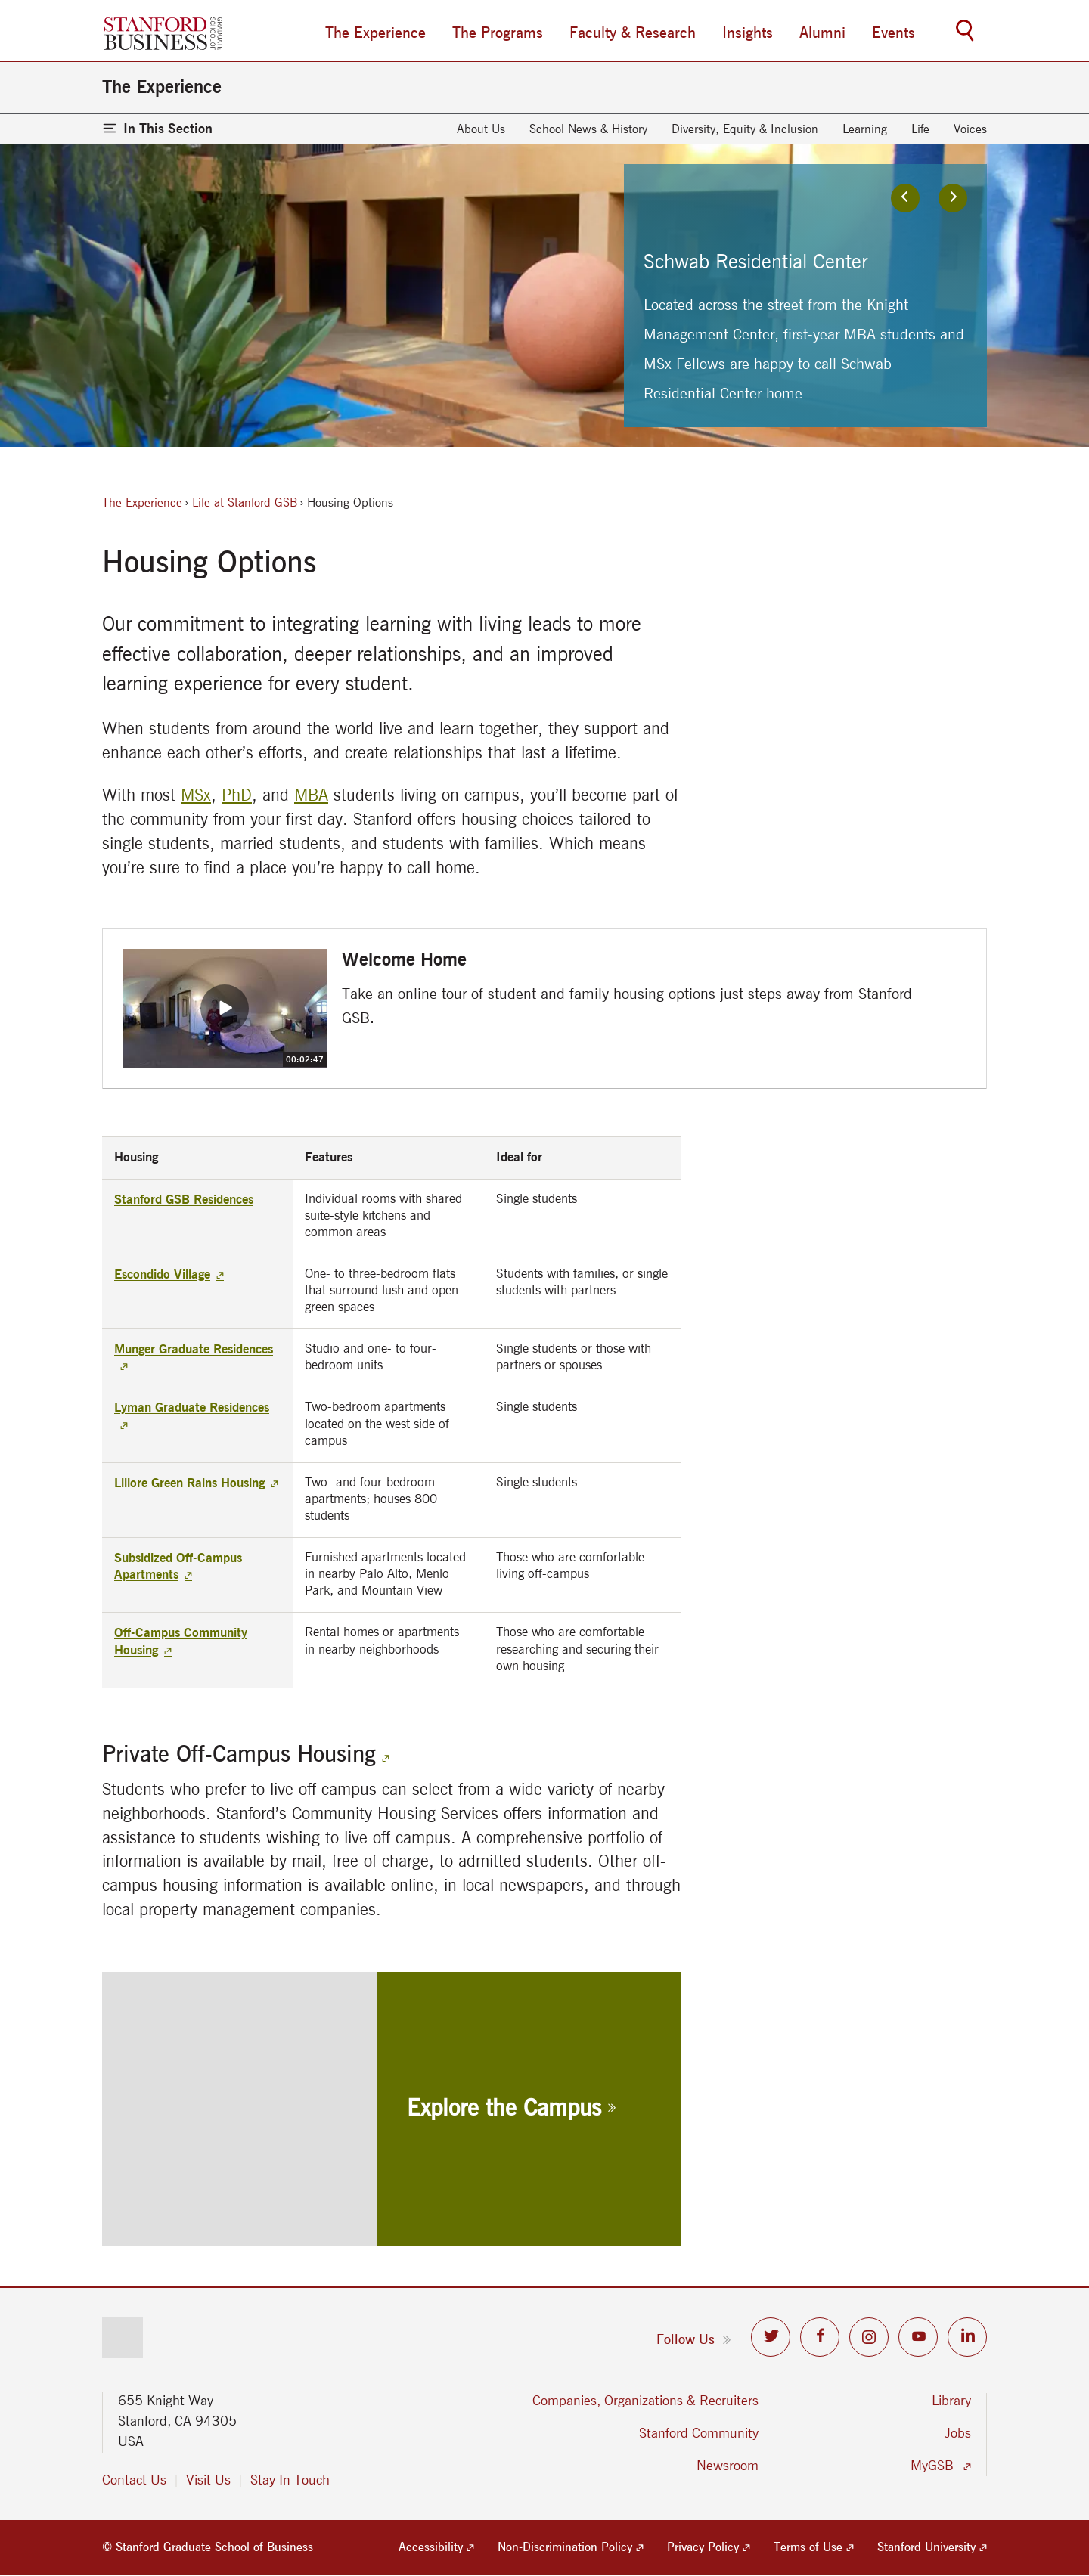 STANFORD
BUSINESS
GRADUATE
SCHOOL OF
The Experience
The Programs
Faculty & Research
Insights
Alumni
Events
The Experience
In This Section
About Us
School News & History
Diversity, Equity & Inclusion
Learning
Life
Voices
Schwab Residential Center
Located across the street from the Knight
Management Center, first-year MBA students and
MSx Fellows are happy to call Schwab
Residential Center home
The Experience › Life at Stanford GSB › Housing Options
Housing Options
Our commitment to integrating learning with living leads to more
effective collaboration, deeper relationships, and an improved
learning experience for every student.
When students from around the world live and learn together, they support and
enhance each other’s efforts, and create relationships that last a lifetime.
With most MSx, PhD, and MBA students living on campus, you’ll become part of
the community from your first day. Stanford offers housing choices tailored to
single students, married students, and students with families. Which means
you’re sure to find a place you’re happy to call home.
00:02:47
Welcome Home
Take an online tour of student and family housing options just steps away from Stanford
GSB.
Housing
Features
Ideal for
Stanford GSB Residences
Individual rooms with shared
suite-style kitchens and
common areas
Single students
Escondido Village
One- to three-bedroom flats
that surround lush and open
green spaces
Students with families, or single
students with partners
Munger Graduate Residences
Studio and one- to four-
bedroom units
Single students or those with
partners or spouses
Lyman Graduate Residences
Two-bedroom apartments
located on the west side of
campus
Single students
Liliore Green Rains Housing
Two- and four-bedroom
apartments; houses 800
students
Single students
Subsidized Off-Campus
Apartments
Furnished apartments located
in nearby Palo Alto, Menlo
Park, and Mountain View
Those who are comfortable
living off-campus
Off-Campus Community
Housing
Rental homes or apartments
in nearby neighborhoods
Those who are comfortable
researching and securing their
own housing
Private Off-Campus Housing
Students who prefer to live off campus can select from a wide variety of nearby
neighborhoods. Stanford’s Community Housing Services offers information and
assistance to students wishing to live off campus. A comprehensive portfolio of
information is available by mail, free of charge, to admitted students. Other off-
campus housing information is available online, in local newspapers, and through
local property-management companies.
Explore the Campus »
Follow Us »
655 Knight Way
Stanford, CA 94305
USA
Contact Us | Visit Us | Stay In Touch
Companies, Organizations & Recruiters
Stanford Community
Newsroom
Library
Jobs
MyGSB
© Stanford Graduate School of Business
Accessibility
Non-Discrimination Policy
Privacy Policy
Terms of Use
Stanford University